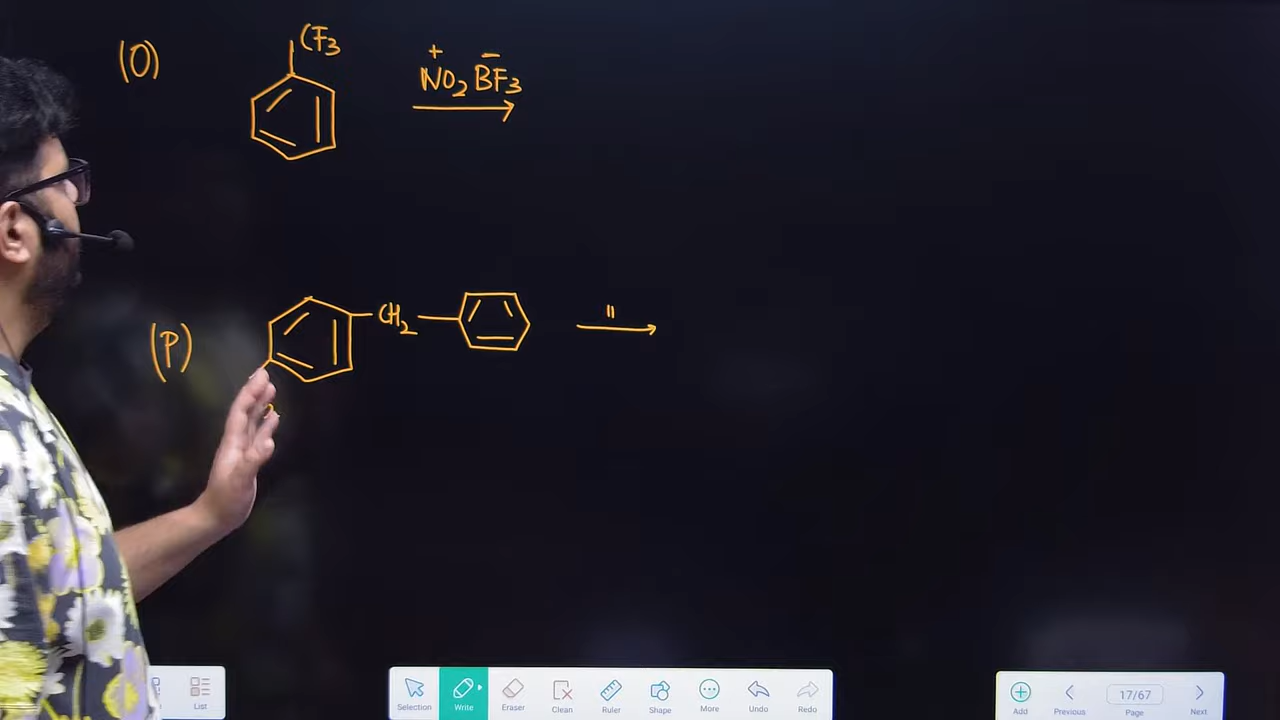 (O) CF3 NO2 BF3
+ −
(P) CH2 "
2
List
Selection Write Eraser Clean Ruler Shape More Undo Redo
Add Previous 17/67 Page Next